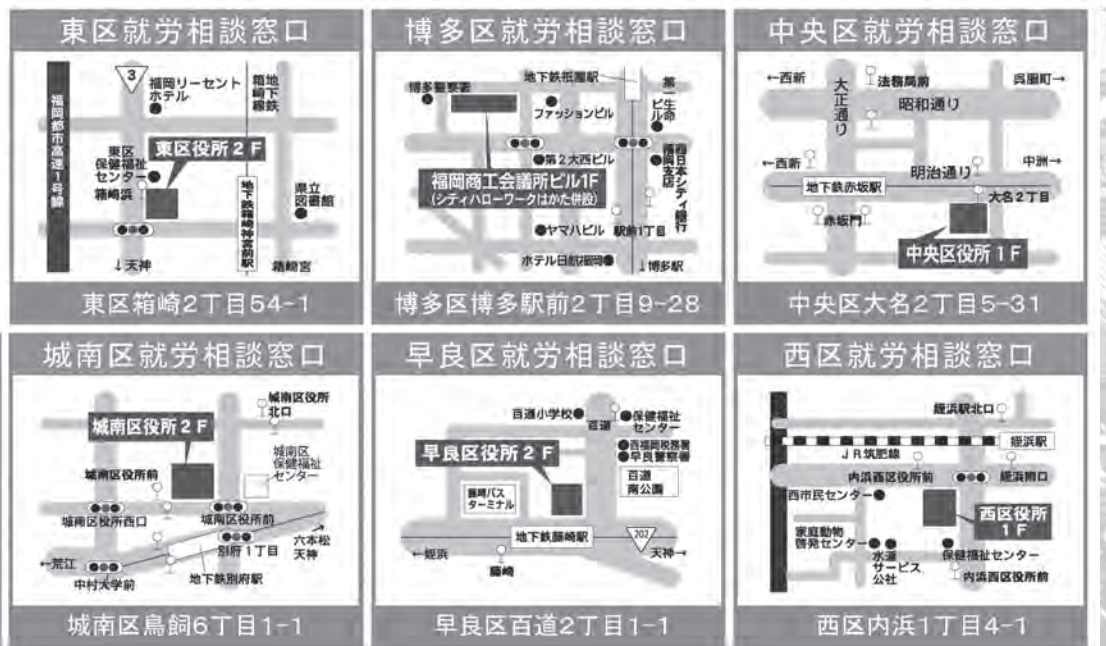 東区就労相談窓口
3
福岡リーセント
ホテル
地下鉄
箱崎線
福岡都市高速1号線
東区
保健福祉
センター
東区役所2F
箱崎浜
地下鉄箱崎神宮前駅
県立
図書館
↓天神
箱崎宮
東区箱崎2丁目54-1
博多区就労相談窓口
地下鉄祇園駅
博多警察署
ファッションビル
第一生命
ビル
第2大西ビル
西日本シティ銀行
福岡支店
福岡商工会議所ビル1F
(シティハローワークはかた併設)
ヤマハビル
駅前1丁目
ホテル日航福岡
↓博多駅
博多区博多駅前2丁目9-28
中央区就労相談窓口
←西新
大正通り
法務局前
呉服町→
昭和通り
←西新
明治通り
中洲→
地下鉄赤坂駅
大名2丁目
赤坂門
中央区役所1F
中央区大名2丁目5-31
城南区就労相談窓口
城南区役所
北口
城南区役所2F
城南区
保健福祉
センター
城南区役所前
城南区役所西口
城南区役所前
別府1丁目
六本松
天神
←荒江
中村大学前
地下鉄別府駅
城南区鳥飼6丁目1-1
早良区就労相談窓口
百道小学校
百道
保健福祉
センター
早良区役所2F
西福岡税務署
早良警察署
百道
南公園
藤崎バス
ターミナル
地下鉄藤崎駅
202
←姪浜
藤崎
天神→
早良区百道2丁目1-1
西区就労相談窓口
姪浜駅北口
姪浜駅
JR筑肥線
内浜西区役所前
姪浜南口
西市民センター
西区役所
1F
家庭動物
啓発センター
水道
サービス
公社
保健福祉センター
内浜西区役所前
西区内浜1丁目4-1